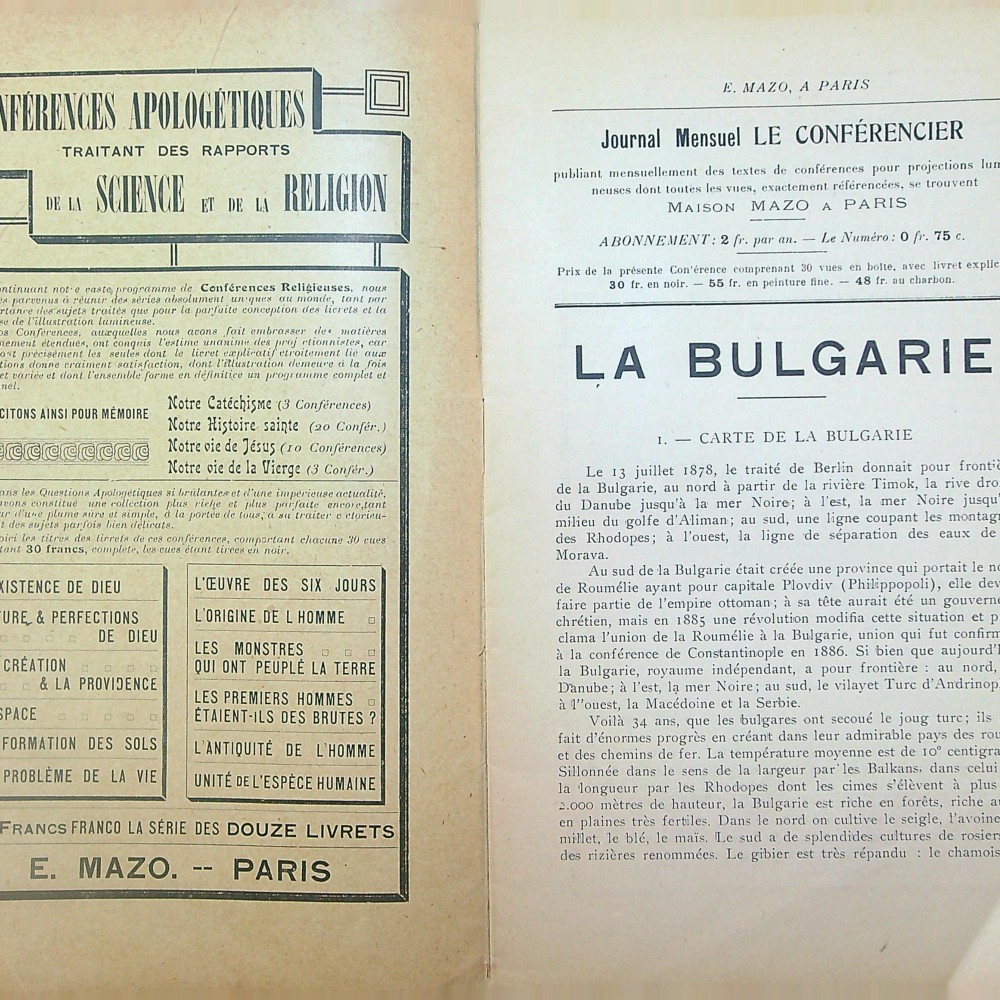 NFÉRENCES APOLOGÉTIQUES
TRAITANT DES RAPPORTS
DE LA SCIENCE ET DE LA RELIGION
continuant not·e vaste programme de Conférences Religieuses, nous
parvenus à réunir des séries absolument uniques au monde, tant par
des sujets traités que pour la parfaite conception des livrets et la
de l'illustration lumineuse.
os Conférences, auxquelles nous avons fait embrasser des matières
étendues, ont conquis l'estime unanime des proj ctionnistes, car
précisément les seules dont le livret explicatif étroitement lié aux
donne vraiment satisfaction, dont l'illustration demeure à la fois
et variée et dont l'ensemble forme en définitive un programme complet et
nel.
CITONS AINSI POUR MÉMOIRE
Notre Catéchisme (3 Conférences)
Notre Histoire sainte (20 Confér.)
Notre vie de Jésus (10 Conférences)
Notre vie de la Vierge (3 Confér.)
ans les Questions Apologétiques si brûlantes et d'une impérieuse actualité,
avons constitué une collection plus riche et plus parfaite encore, tant
d'une plume sure et simple, à la portée de tous, a su traiter
des sujets parfois bien délicats.
oici les titres des livrets de ces conférences, comportant chacune 30 vues
tant 30 francs, complète, les vues étant tirées en noir.
XISTENCE DE DIEU
TURE & PERFECTIONS
DE DIEU
CRÉATION
& LA PROVIDENCE
SPACE
FORMATION DES SOLS
PROBLÈME DE LA VIE
L'ŒUVRE DES SIX JOURS
L'ORIGINE DE L HOMME
LES MONSTRES
QUI ONT PEUPLÉ LA TERRE
LES PREMIERS HOMMES
ÉTAIENT-ILS DES BRUTES ?
L'ANTIQUITÉ DE L'HOMME
UNITÉ DE L'ESPÈCE HUMAINE
FRANCS FRANCO LA SÉRIE DES DOUZE LIVRETS
E. MAZO. -- PARIS
E. MAZO, A PARIS
Journal Mensuel LE CONFÉRENCIER
publiant mensuellement des textes de conférences pour projections lum
neuses dont toutes les vues, exactement référencées, se trouvent
MAISON MAZO A PARIS
ABONNEMENT : 2 fr. par an. — Le Numéro : 0 fr. 75 c.
Prix de la présente Con'érence comprenant 30 vues en boîte, avec livret explic
30 fr. en noir. — 55 fr. en peinture fine. — 48 fr. au charbon.
LA BULGARIE
1. — CARTE DE LA BULGARIE
Le 13 juillet 1878, le traité de Berlin donnait pour frontiè
de la Bulgarie, au nord à partir de la rivière Timok, la rive dro
du Danube jusqu'à la mer Noire ; à l'est, la mer Noire jusqu'
milieu du golfe d'Aliman ; au sud, une ligne coupant les montag
des Rhodopes ; à l'ouest, la ligne de séparation des eaux de
Morava.
Au sud de la Bulgarie était créée une province qui portait le no
de Roumélie ayant pour capitale Plovdiv (Philippopoli), elle dev
faire partie de l'empire ottoman ; à sa tête aurait été un gouverne
chrétien, mais en 1885 une révolution modifia cette situation et p
clama l'union de la Roumélie à la Bulgarie, union qui fut confirm
à la conférence de Constantinople en 1886. Si bien que aujourd'h
la Bulgarie, royaume indépendant, a pour frontière : au nord,
Danube ; à l'est, la mer Noire ; au sud, le vilayet Turc d'Andrinop
à l'ouest, la Macédoine et la Serbie.
Voilà 34 ans, que les bulgares ont secoué le joug turc ; ils
fait d'énormes progrès en créant dans leur admirable pays des rou
et des chemins de fer. La température moyenne est de 10° centigra
Sillonnée dans le sens de la largeur par les Balkans, dans celui
la longueur par les Rhodopes dont les cimes s'élèvent à plus
2.000 mètres de hauteur, la Bulgarie est riche en forêts, riche au
en plaines très fertiles. Dans le nord on cultive le seigle, l'avoine
millet, le blé, le maïs. Le sud a de splendides cultures de rosier
des rizières renommées. Le gibier est très répandu : le chamois